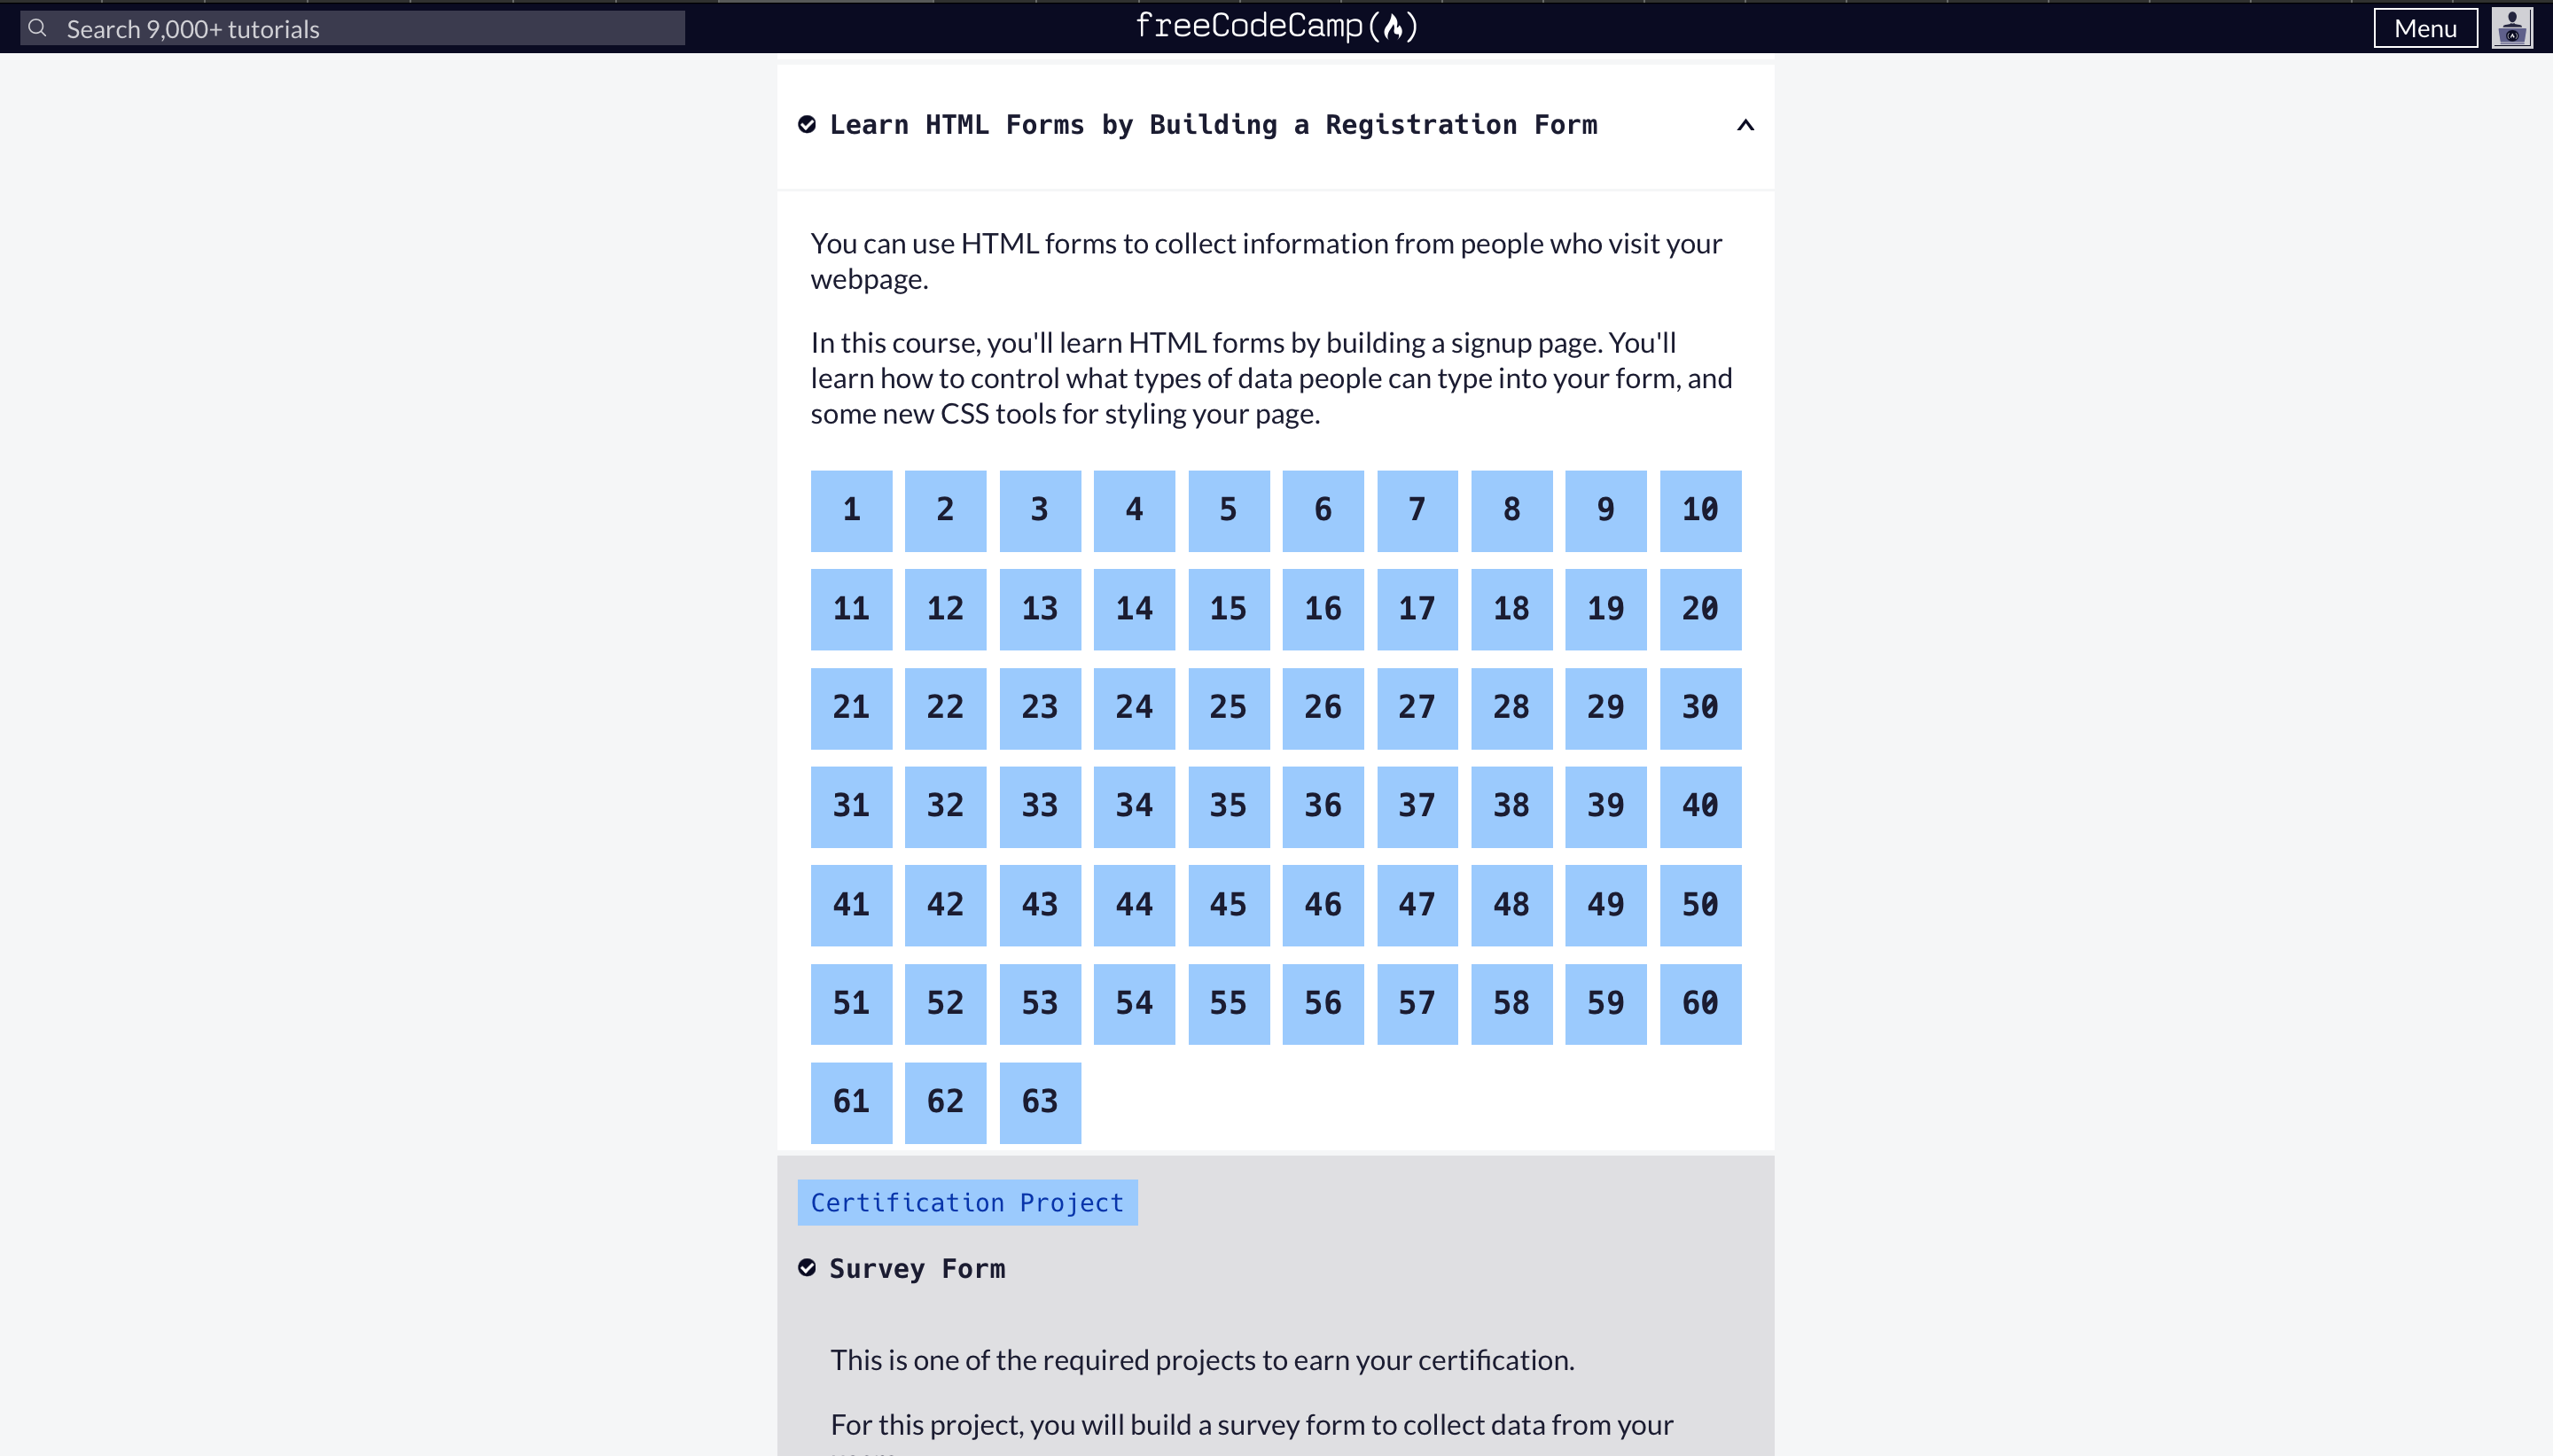 Search 9,000+ tutorials
freeCodeCamp
Menu
Learn HTML Forms by Building a Registration Form
You can use HTML forms to collect information from people who visit your
webpage.
In this course, you'll learn HTML forms by building a signup page. You'll
learn how to control what types of data people can type into your form, and
some new CSS tools for styling your page.
1 2 3 4 5 6 7 8 9 10
11 12 13 14 15 16 17 18 19 20
21 22 23 24 25 26 27 28 29 30
31 32 33 34 35 36 37 38 39 40
41 42 43 44 45 46 47 48 49 50
51 52 53 54 55 56 57 58 59 60
61 62 63
Certification Project
Survey Form
This is one of the required projects to earn your certification.
For this project, you will build a survey form to collect data from your